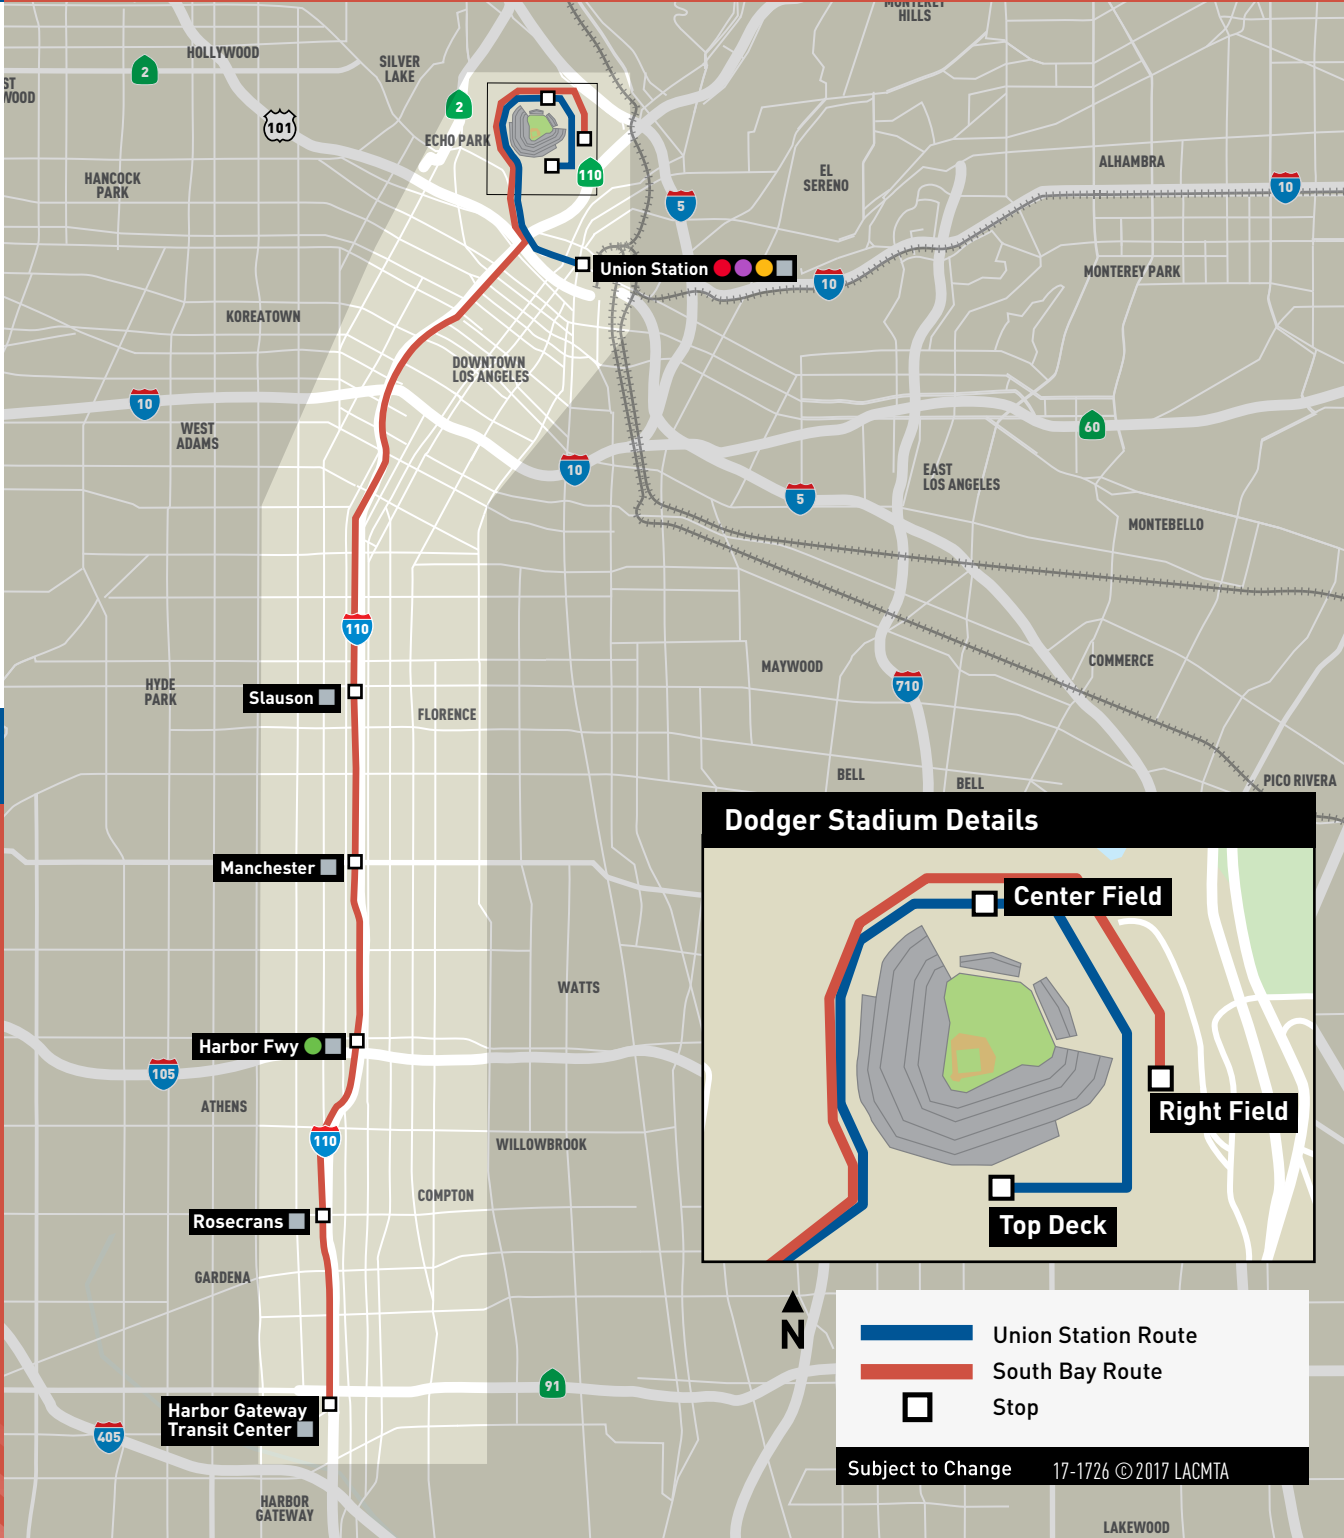 MONTEREY
HILLS
HOLLYWOOD
SILVER
LAKE
2
ST
WOOD
2
101
ECHO PARK
110
HANCOCK
PARK
EL
SERENO
ALHAMBRA
10
5
Union Station
10
MONTEREY PARK
KOREATOWN
DOWNTOWN
LOS ANGELES
10
WEST
ADAMS
60
10
5
EAST
LOS ANGELES
MONTEBELLO
110
MAYWOOD
COMMERCE
710
HYDE
PARK
Slauson
FLORENCE
BELL
BELL
PICO RIVERA
Manchester
WATTS
Harbor Fwy
105
ATHENS
110
WILLOWBROOK
COMPTON
Rosecrans
GARDENA
91
Harbor Gateway
Transit Center
405
HARBOR
GATEWAY
LAKEWOOD
Dodger Stadium Details
Center Field
Right Field
Top Deck
N
Union Station Route
South Bay Route
Stop
Subject to Change 17-1726 © 2017 LACMTA